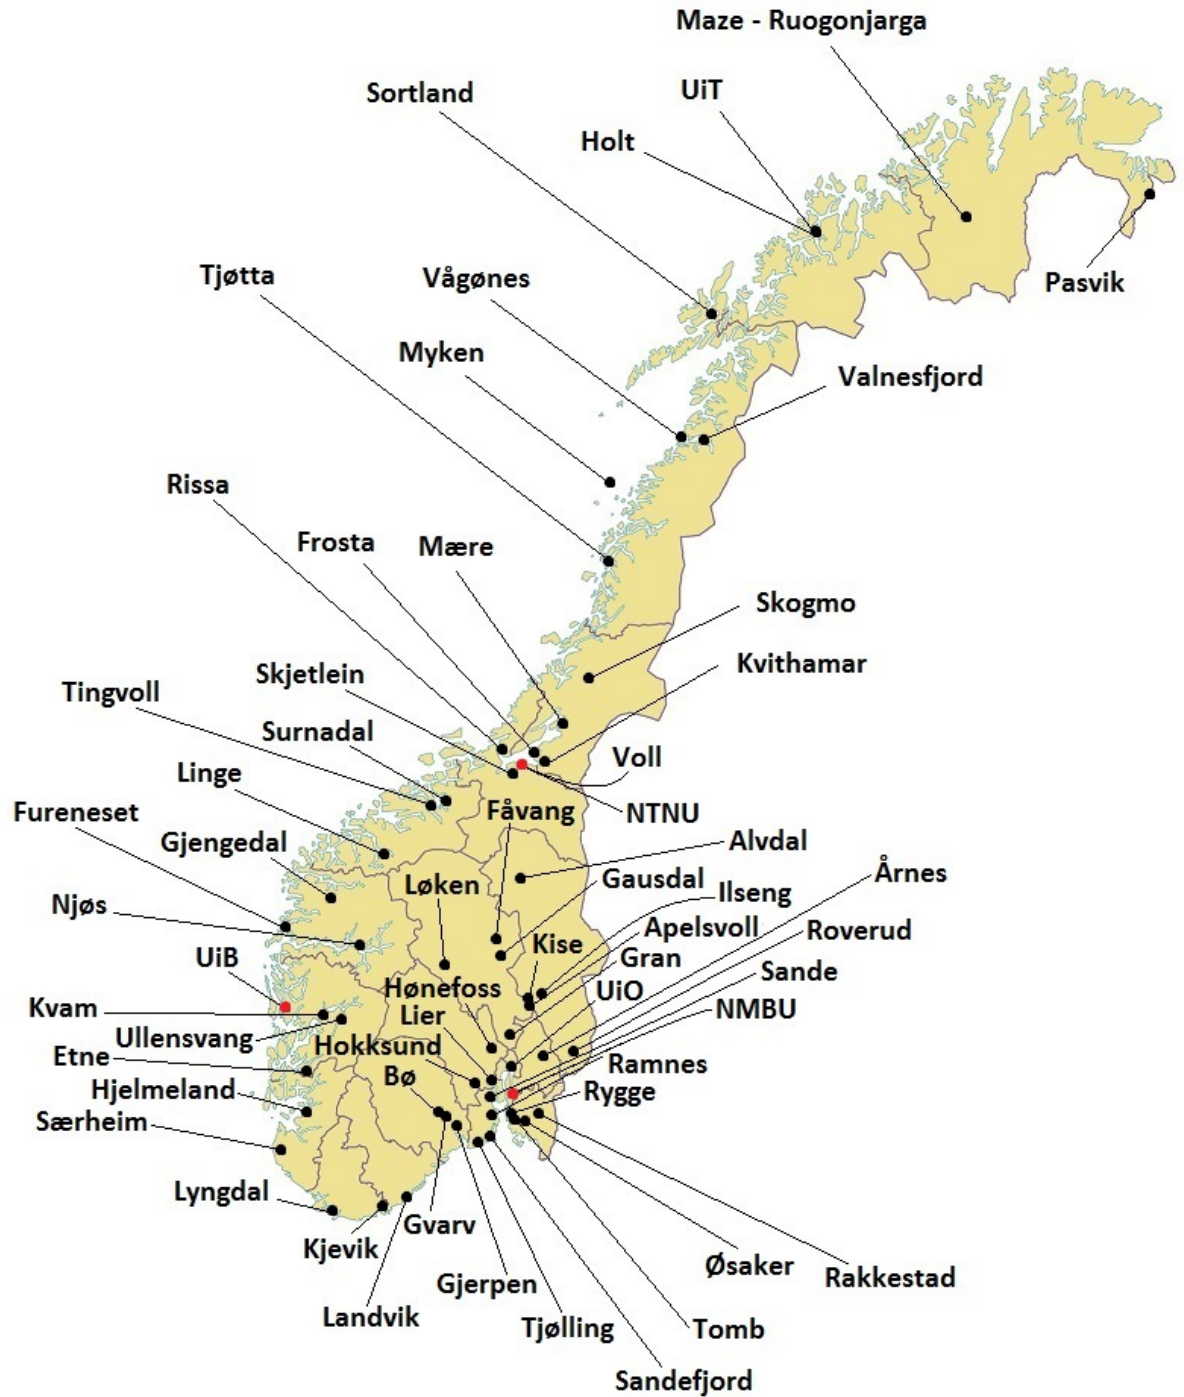 Maze - Ruogonjarga
Sortland
UiT
Holt
Tjøtta
Vågønes
Pasvik
Myken
Valnesfjord
Rissa
Frosta
Mære
Skogmo
Kvithamar
Skjetlein
Tingvoll
Surnadal
Voll
Linge
Fåvang
NTNU
Fureneset
Gjengedal
Alvdal
Årnes
Løken
Gausdal
Ilseng
Njøs
Apelsvoll
Roverud
Kise
UiB
Gran
Sande
Hønefoss
UiO
Kvam
Lier
NMBU
Ullensvang
Hokksund
Etne
Ramnes
Bø
Hjelmeland
Rygge
Særheim
Lyngdal
Gvarv
Kjevik
Øsaker
Rakkestad
Gjerpen
Landvik
Tjølling
Tomb
Sandefjord